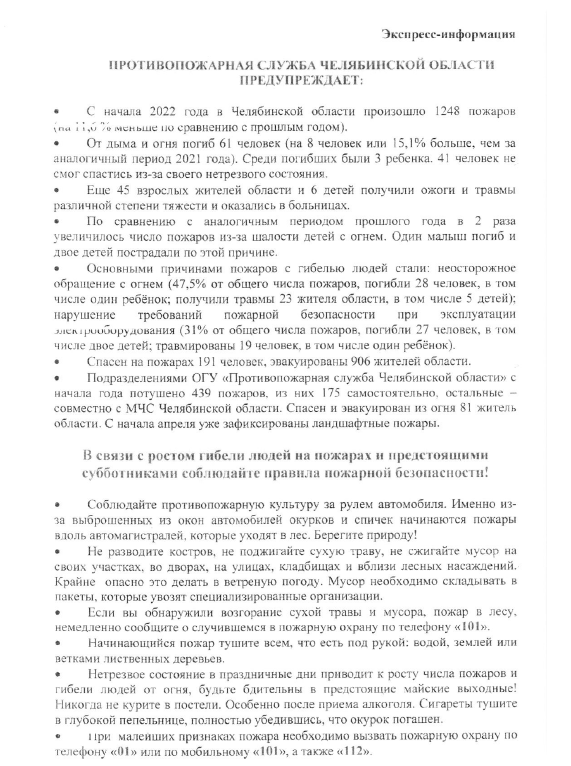 Экспресс-информация
ПРОТИВОПОЖАРНАЯ СЛУЖБА ЧЕЛЯБИНСКОЙ ОБЛАСТИ
ПРЕДУПРЕЖДАЕТ:
• С начала 2022 года в Челябинской области произошло 1248 пожаров
(на 11,6 % меньше по сравнению с прошлым годом).
• От дыма и огня погиб 61 человек (на 8 человек или 15,1% больше, чем за
аналогичный период 2021 года). Среди погибших были 3 ребенка. 41 человек не
смог спастись из-за своего нетрезвого состояния.
• Еще 45 взрослых жителей области и 6 детей получили ожоги и травмы
различной степени тяжести и оказались в больницах.
• По сравнению с аналогичным периодом прошлого года в 2 раза
увеличилось число пожаров из-за шалости детей с огнем. Один малыш погиб и
двое детей пострадали по этой причине.
• Основными причинами пожаров с гибелью людей стали: неосторожное
обращение с огнем (47,5% от общего числа пожаров, погибли 28 человек, в том
числе один ребёнок; получили травмы 23 жителя области, в том числе 5 детей);
нарушение требований пожарной безопасности при эксплуатации
электрооборудования (31% от общего числа пожаров, погибли 27 человек, в том
числе двое детей; травмированы 19 человек, в том числе один ребёнок).
• Спасен на пожарах 191 человек, эвакуированы 906 жителей области.
• Подразделениями ОГУ «Противопожарная служба Челябинской области» с
начала года потушено 439 пожаров, из них 175 самостоятельно, остальные –
совместно с МЧС Челябинской области. Спасен и эвакуирован из огня 81 житель
области. С начала апреля уже зафиксированы ландшафтные пожары.
В связи с ростом гибели людей на пожарах и предстоящими
субботниками соблюдайте правила пожарной безопасности!
• Соблюдайте противопожарную культуру за рулем автомобиля. Именно из-
за выброшенных из окон автомобилей окурков и спичек начинаются пожары
вдоль автомагистралей, которые уходят в лес. Берегите природу!
• Не разводите костров, не поджигайте сухую траву, не сжигайте мусор на
своих участках, во дворах, на улицах, кладбищах и вблизи лесных насаждений.
Крайне опасно это делать в ветреную погоду. Мусор необходимо складывать в
пакеты, которые увозят специализированные организации.
• Если вы обнаружили возгорание сухой травы и мусора, пожар в лесу,
немедленно сообщите о случившемся в пожарную охрану по телефону «101».
• Начинающийся пожар тушите всем, что есть под рукой: водой, землей или
ветками лиственных деревьев.
• Нетрезвое состояние в праздничные дни приводит к росту числа пожаров и
гибели людей от огня, будьте бдительны в предстоящие майские выходные!
Никогда не курите в постели. Особенно после приема алкоголя. Сигареты тушите
в глубокой пепельнице, полностью убедившись, что окурок погашен.
• При малейших признаках пожара необходимо вызвать пожарную охрану по
телефону «01» или по мобильному «101», а также «112».